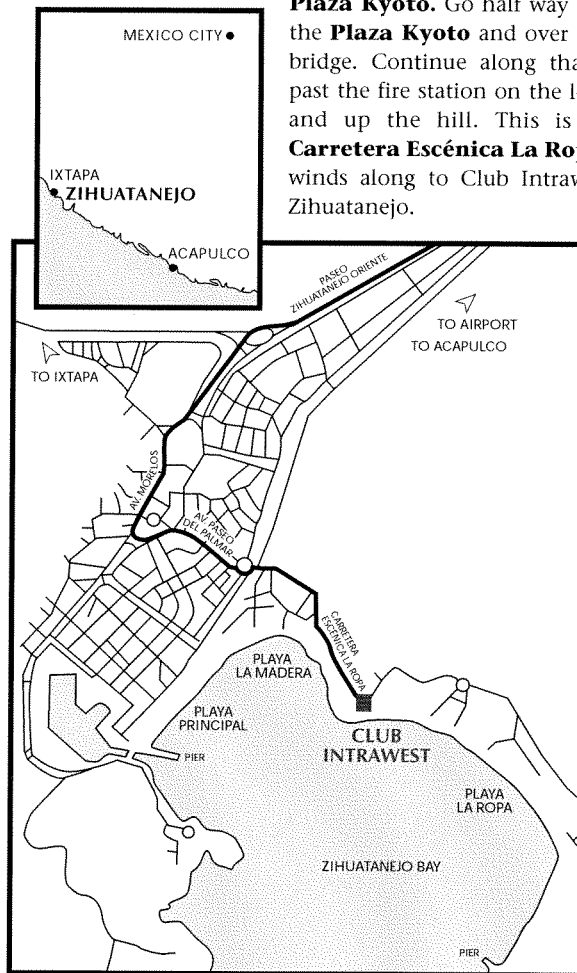 Plaza Kyoto. Go half way
the Plaza Kyoto and over
bridge. Continue along
past the fire station on the
and up the hill. This is
Carretera Escénica La
winds along to Club
Zihuatanejo.
MEXICO CITY
IXTAPA
ZIHUATANEJO
ACAPULCO
PASEO
ZIHUATANEJO ORIENTE
TO AIRPORT
TO ACAPULCO
TO IXTAPA
AV. MORELOS
AV. PASEO
DEL PALMAR
CARRETERA
ESCÉNICA LA ROPA
PLAYA
LA MADERA
PLAYA
PRINCIPAL
PIER
CLUB
INTRAWEST
PLAYA
LA ROPA
ZIHUATANEJO BAY
PIER